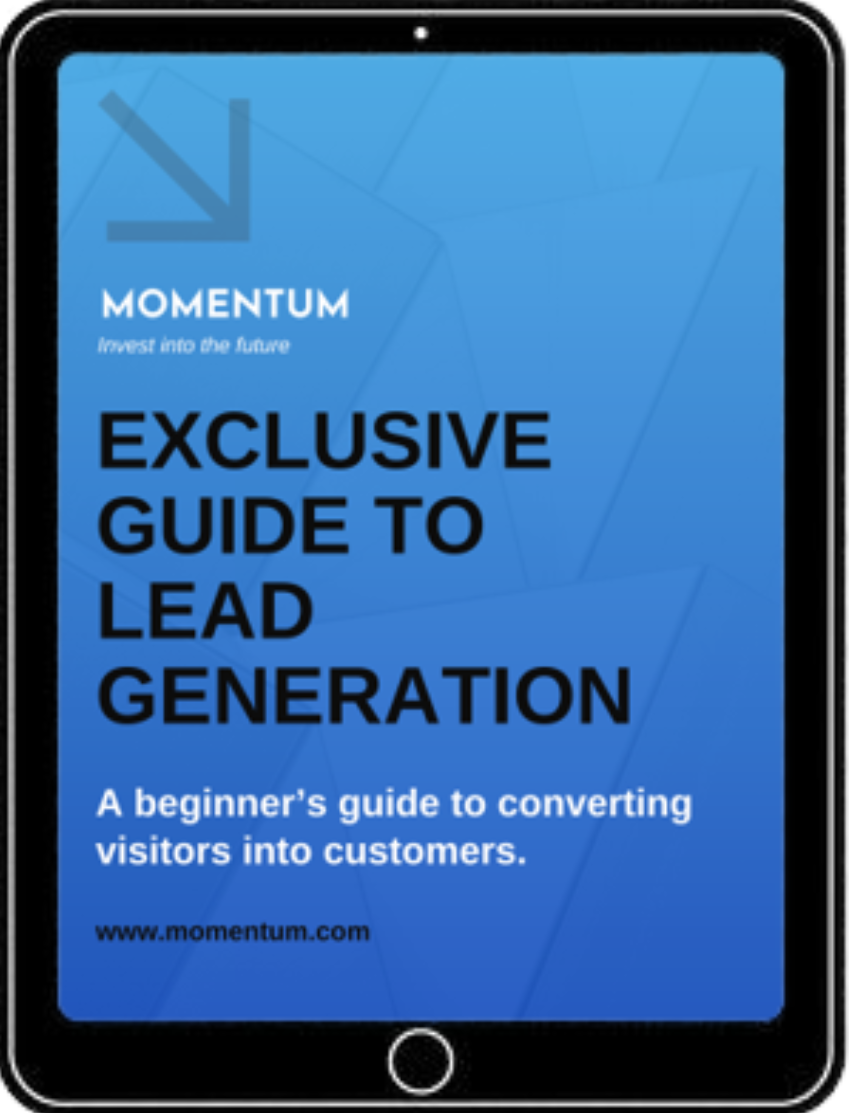 MOMENTUM
Invest into the future
EXCLUSIVE
GUIDE TO
LEAD
GENERATION
A beginner’s guide to converting
visitors into customers.
www.momentum.com